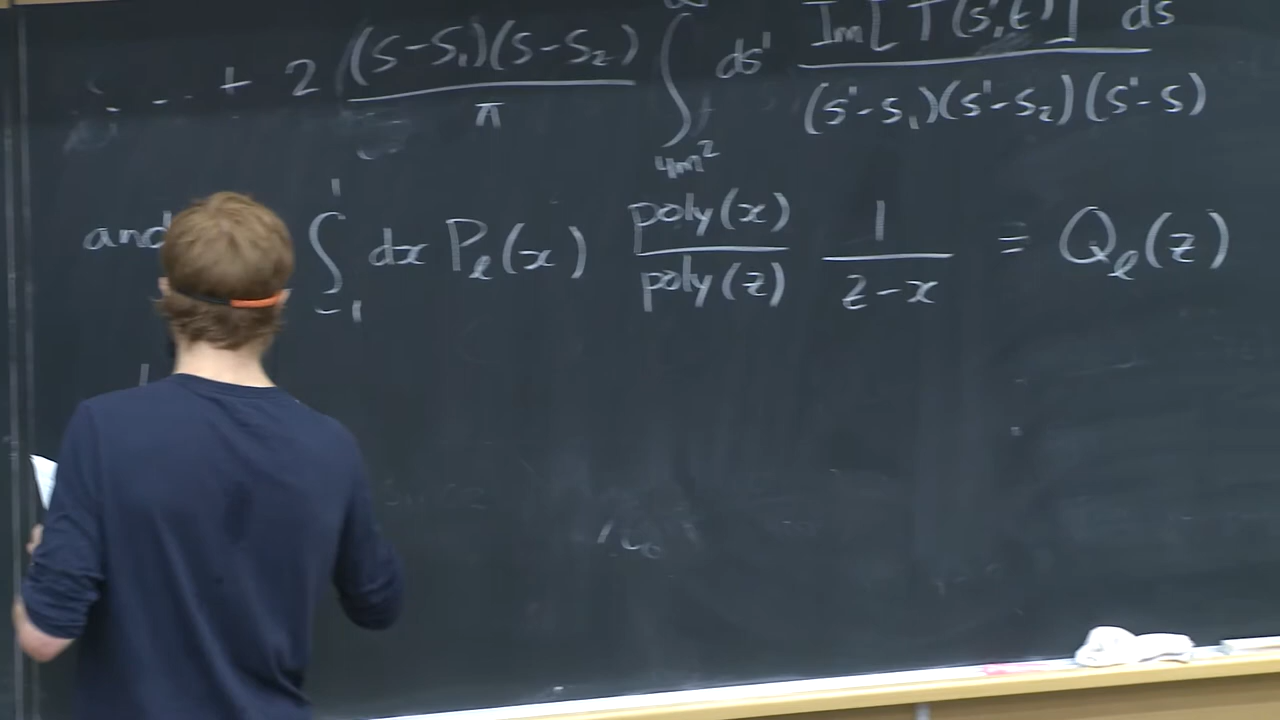 ... + 2 (s-s₁)(s-s₂) / π ∫_{4m²}^∞ ds' Im[T(s',t)] ds / (s'-s₁)(s'-s₂)(s'-s)
and ∫_{-1}^{1} dx P_ℓ(x) poly(x)/poly(z) 1/(z-x) = Q_ℓ(z)